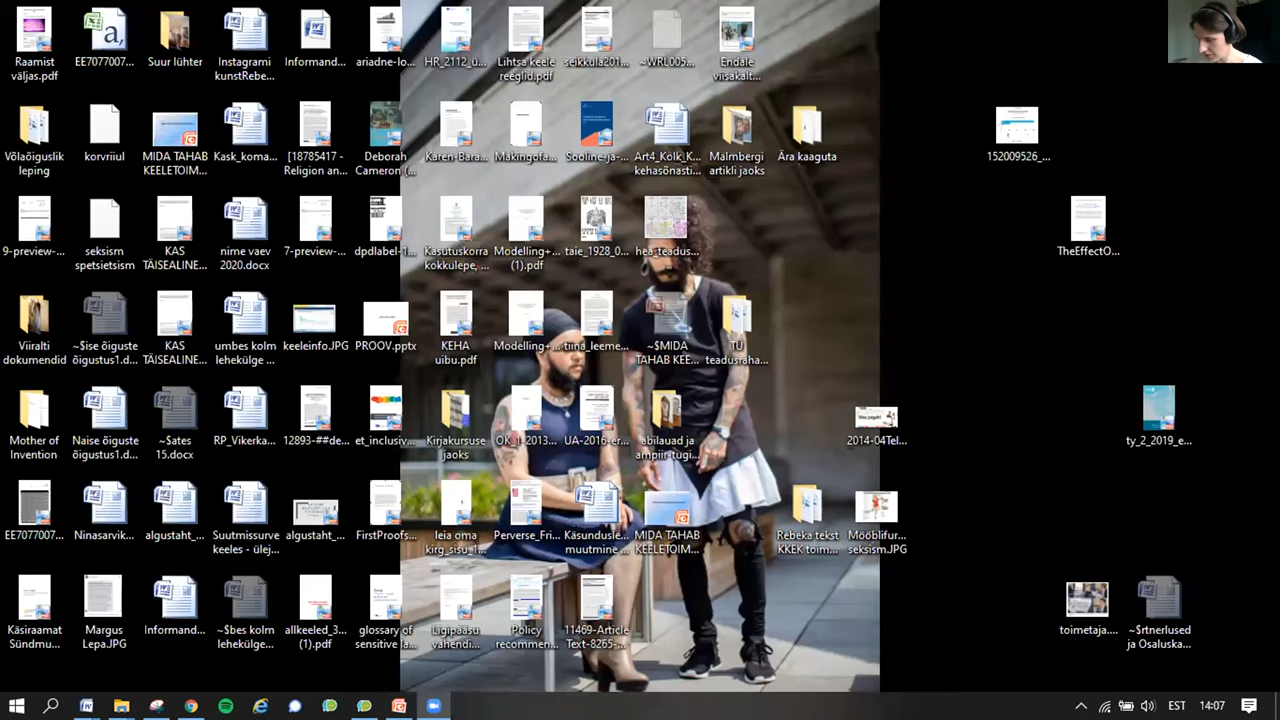 Raamist
väljas.pdf
EE7077007...
Suur lühter
Instagrami
kunstRebe...
Informand...
ariadne-lo...
HR_2112_ü...
Lihtsa keele
reeglid.pdf
seikkula201...
~WRL005...
Endale
viisakalt...
Võlaõiguslik
leping
korvriiul
MIDA TAHAB
KEELETOIM...
Kask_koma...
[18785417 -
Religion an...
Deborah
Cameron (...
Karen-Bara...
Makingofa...
Sooline-ja-...
Art4_Kolk_K...
kehasõnasti...
Malmbergi
artikli jaoks
Ära kaaguta
152009526_...
9-preview-...
seksism
spetsietsism
KAS
TÄISEALINE...
nime vaev
2020.docx
7-preview-...
dpdlabel-1...
Kasutuskorra
kokkulepe, ...
Modelling+...
(1).pdf
taie_1928_0...
hea_teadus...
TheEffectO...
Viiralti
dokumendid
~$ise õiguste
õigustus1.d...
KAS
TÄISEALINE...
umbes kolm
lehekülge ...
keeleinfo.JPG
PROOV.pptx
KEHA
uibu.pdf
Modelling+...
tiina_leeme...
~$MIDA
TAHAB KEE...
TÜ
teadusraha...
Mother of
Invention
Naise õiguste
õigustus1.d...
~$ates
15.docx
RP_Vikerka...
12893-##de...
et_inclusiv...
Kirjakursuse
jaoks
OK_1-2013...
UA-2016-er...
abilauad ja
ampiir-tugi...
2014-04Tel...
ty_2_2019_e...
EE7077007...
Ninasarvik...
algustaht_...
Suutmissurve
keeles - ülej...
algustaht_...
FirstProofs...
leia oma
kirg_sisu_1...
Perverse_Fri...
Käsundusle...
muutmine ...
MIDA TAHAB
KEELETOIM...
Rebeka tekst
KKEK toim...
Mööblifur...
seksism.JPG
Käsiraamat
Sündmu...
Margus
Lepa.JPG
Informand...
~$bes kolm
lehekülge...
allkeeled_3...
(1).pdf
glossary of
sensitive la...
Ligipääsu
vahendi...
Policy
recommen...
11469-Article
Text-8265-...
toimetaja....
~$rtnerlused
ja Osaluska...
EST
14:07